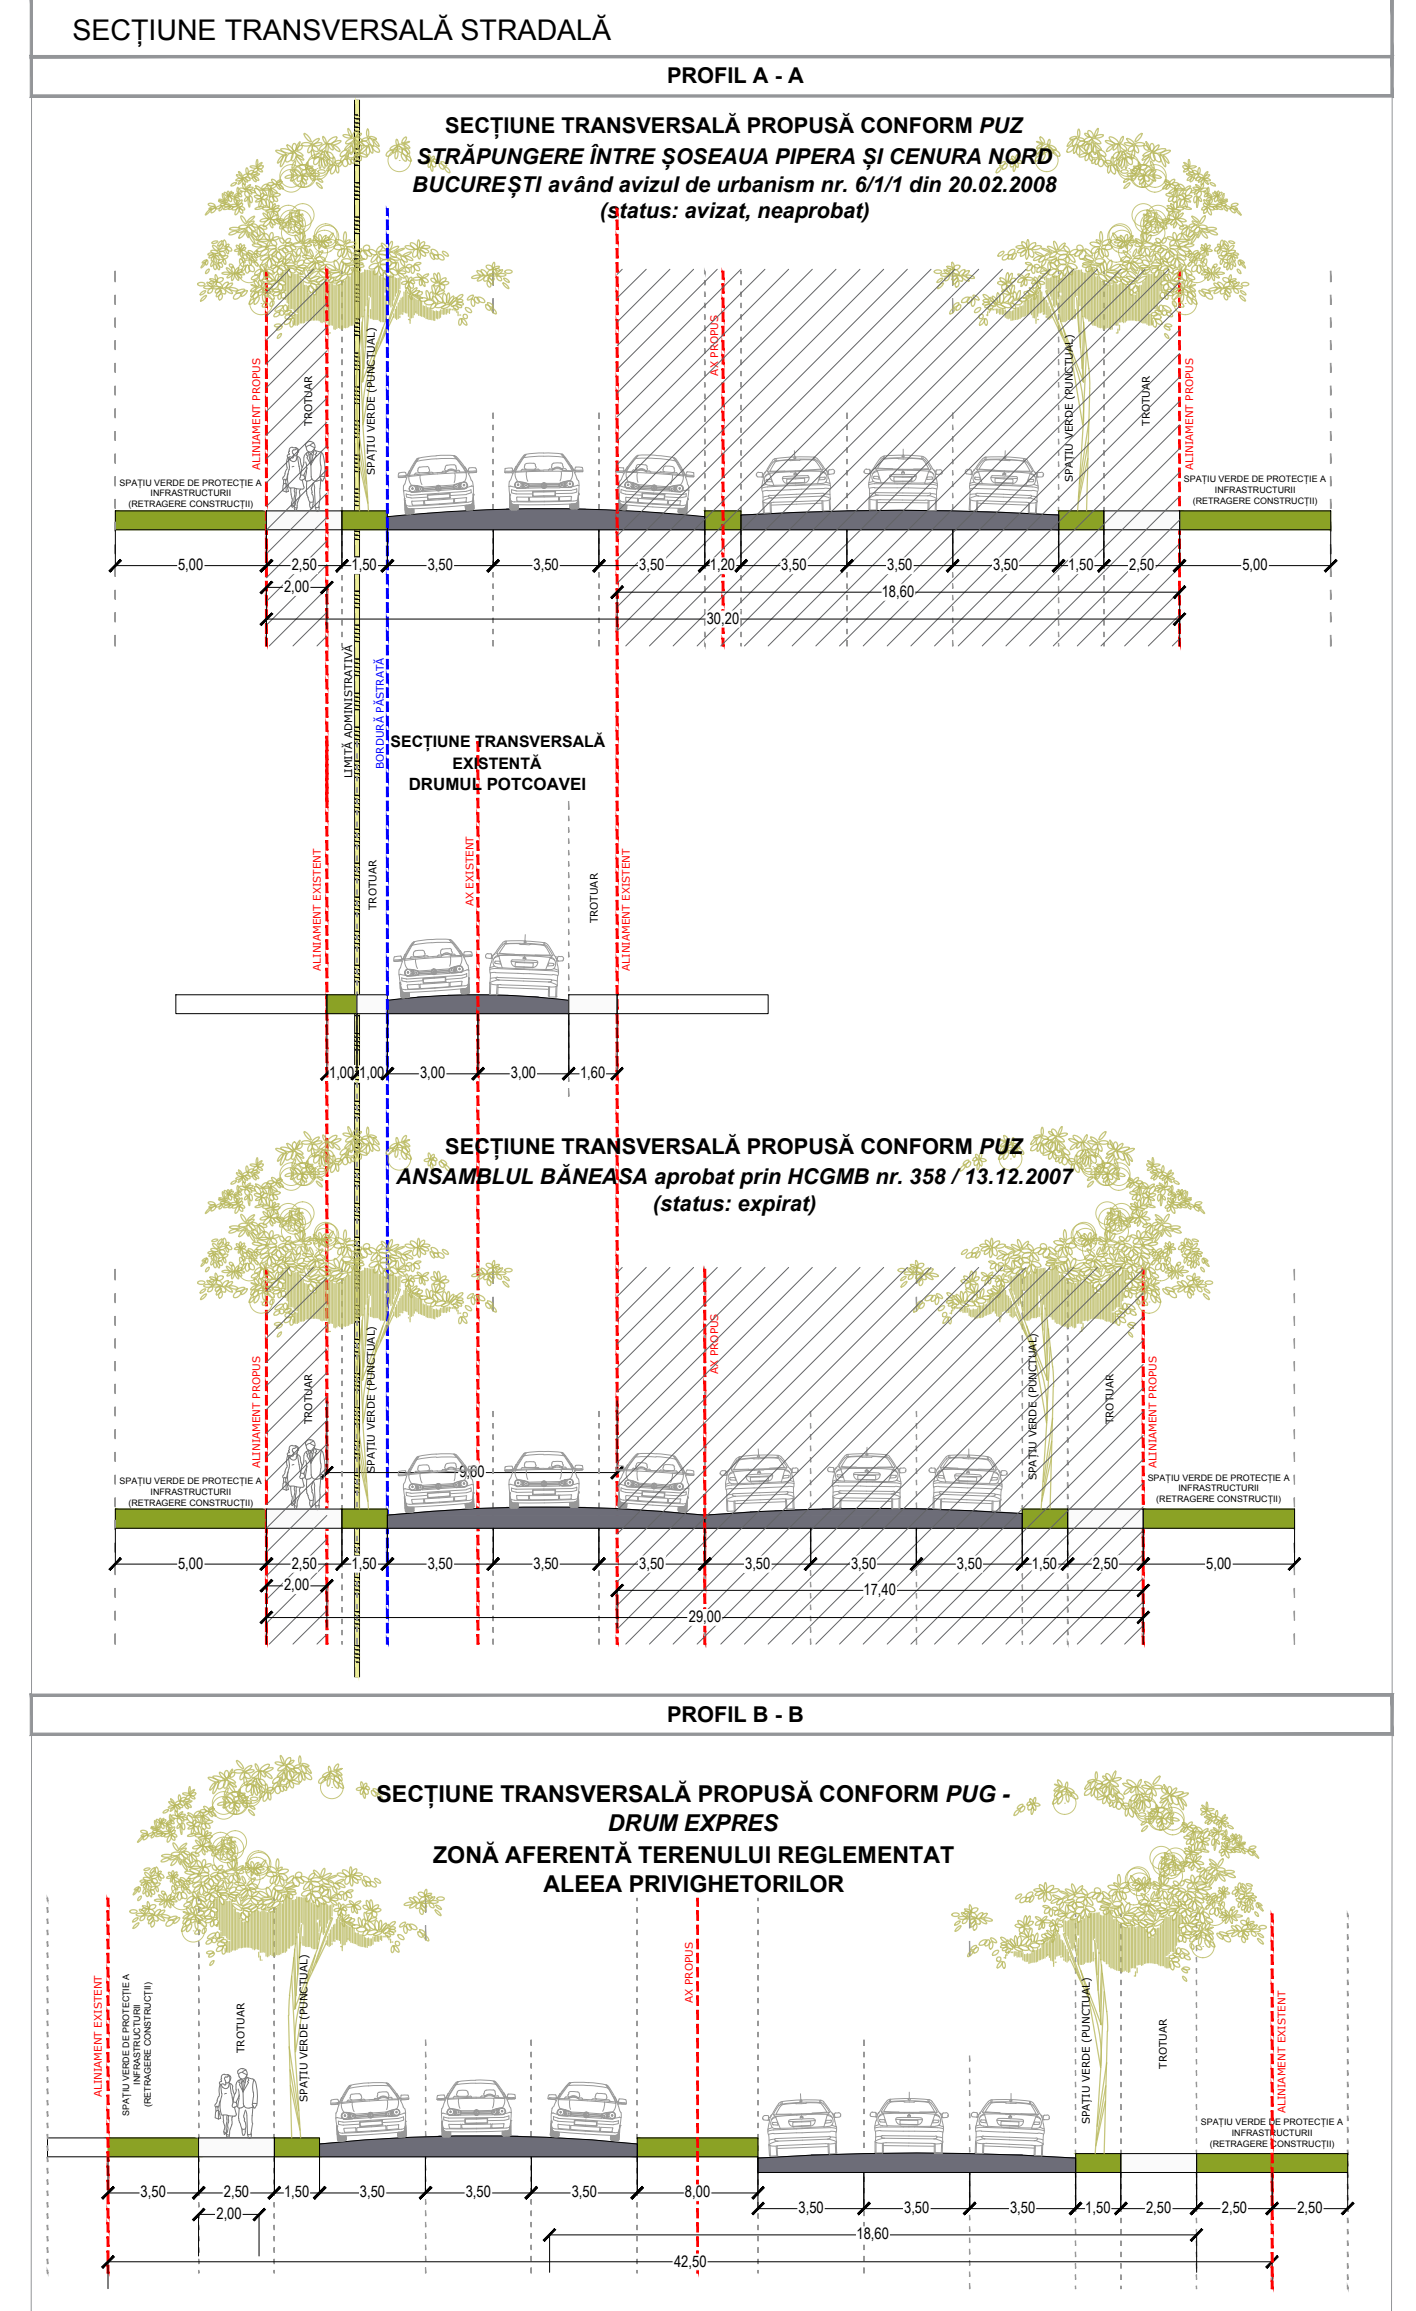 SECȚIUNE TRANSVERSALĂ STRADALĂ
PROFIL A - A
SECȚIUNE TRANSVERSALĂ PROPUSĂ CONFORM PUZ
STRĂPUNGERE ÎNTRE ȘOSEAUA PIPERA ȘI CENURA NORD
BUCUREȘTI având avizul de urbanism nr. 6/1/1 din 20.02.2008
(status: avizat, neaprobat)
ALINIAMENT PROPUS
TROTUAR
SPAȚIU VERDE (PUNCTUAL)
AX PROPUS
SPAȚIU VERDE (PUNCTUAL)
TROTUAR
ALINIAMENT PROPUS
SPAȚIU VERDE DE PROTECȚIE A
INFRASTRUCTURII
(RETRAGERE CONSTRUCȚII)
SPAȚIU VERDE DE PROTECȚIE A
INFRASTRUCTURII
(RETRAGERE CONSTRUCȚII)
5,00 2,50 1,50 3,50 3,50 3,50 1,20 3,50 3,50 3,50 1,50 2,50 5,00
2,00 18,60
30,20
LIMITĂ ADMINISTRATIVĂ
BORDURĂ PĂSTRATĂ
SECȚIUNE TRANSVERSALĂ
EXISTENTĂ
DRUMUL POTCOAVEI
ALINIAMENT EXISTENT
TROTUAR
AX EXISTENT
TROTUAR
ALINIAMENT EXISTENT
1,00 1,00 3,00 3,00 1,60
SECȚIUNE TRANSVERSALĂ PROPUSĂ CONFORM PUZ
ANSAMBLUL BĂNEASA aprobat prin HCGMB nr. 358 / 13.12.2007
(status: expirat)
ALINIAMENT PROPUS
TROTUAR
SPAȚIU VERDE (PUNCTUAL)
AX PROPUS
SPAȚIU VERDE (PUNCTUAL)
TROTUAR
ALINIAMENT PROPUS
9,60
SPAȚIU VERDE DE PROTECȚIE A
INFRASTRUCTURII
(RETRAGERE CONSTRUCȚII)
SPAȚIU VERDE DE PROTECȚIE A
INFRASTRUCTURII
(RETRAGERE CONSTRUCȚII)
5,00 2,50 1,50 3,50 3,50 3,50 3,50 3,50 3,50 1,50 2,50 5,00
2,00 17,40
29,00
PROFIL B - B
SECȚIUNE TRANSVERSALĂ PROPUSĂ CONFORM PUG -
DRUM EXPRES
ZONĂ AFERENTĂ TERENULUI REGLEMENTAT
ALEEA PRIVIGHETORILOR
ALINIAMENT EXISTENT
SPAȚIU VERDE DE PROTECȚIE A
INFRASTRUCTURII
(RETRAGERE CONSTRUCȚII)
TROTUAR
SPAȚIU VERDE (PUNCTUAL)
AX PROPUS
SPAȚIU VERDE (PUNCTUAL)
TROTUAR
ALINIAMENT EXISTENT
SPAȚIU VERDE DE PROTECȚIE A
INFRASTRUCTURII
(RETRAGERE CONSTRUCȚII)
3,50 2,50 1,50 3,50 3,50 3,50 8,00
3,50 3,50 3,50 1,50 2,50 2,50 2,50
2,00
18,60
42,50